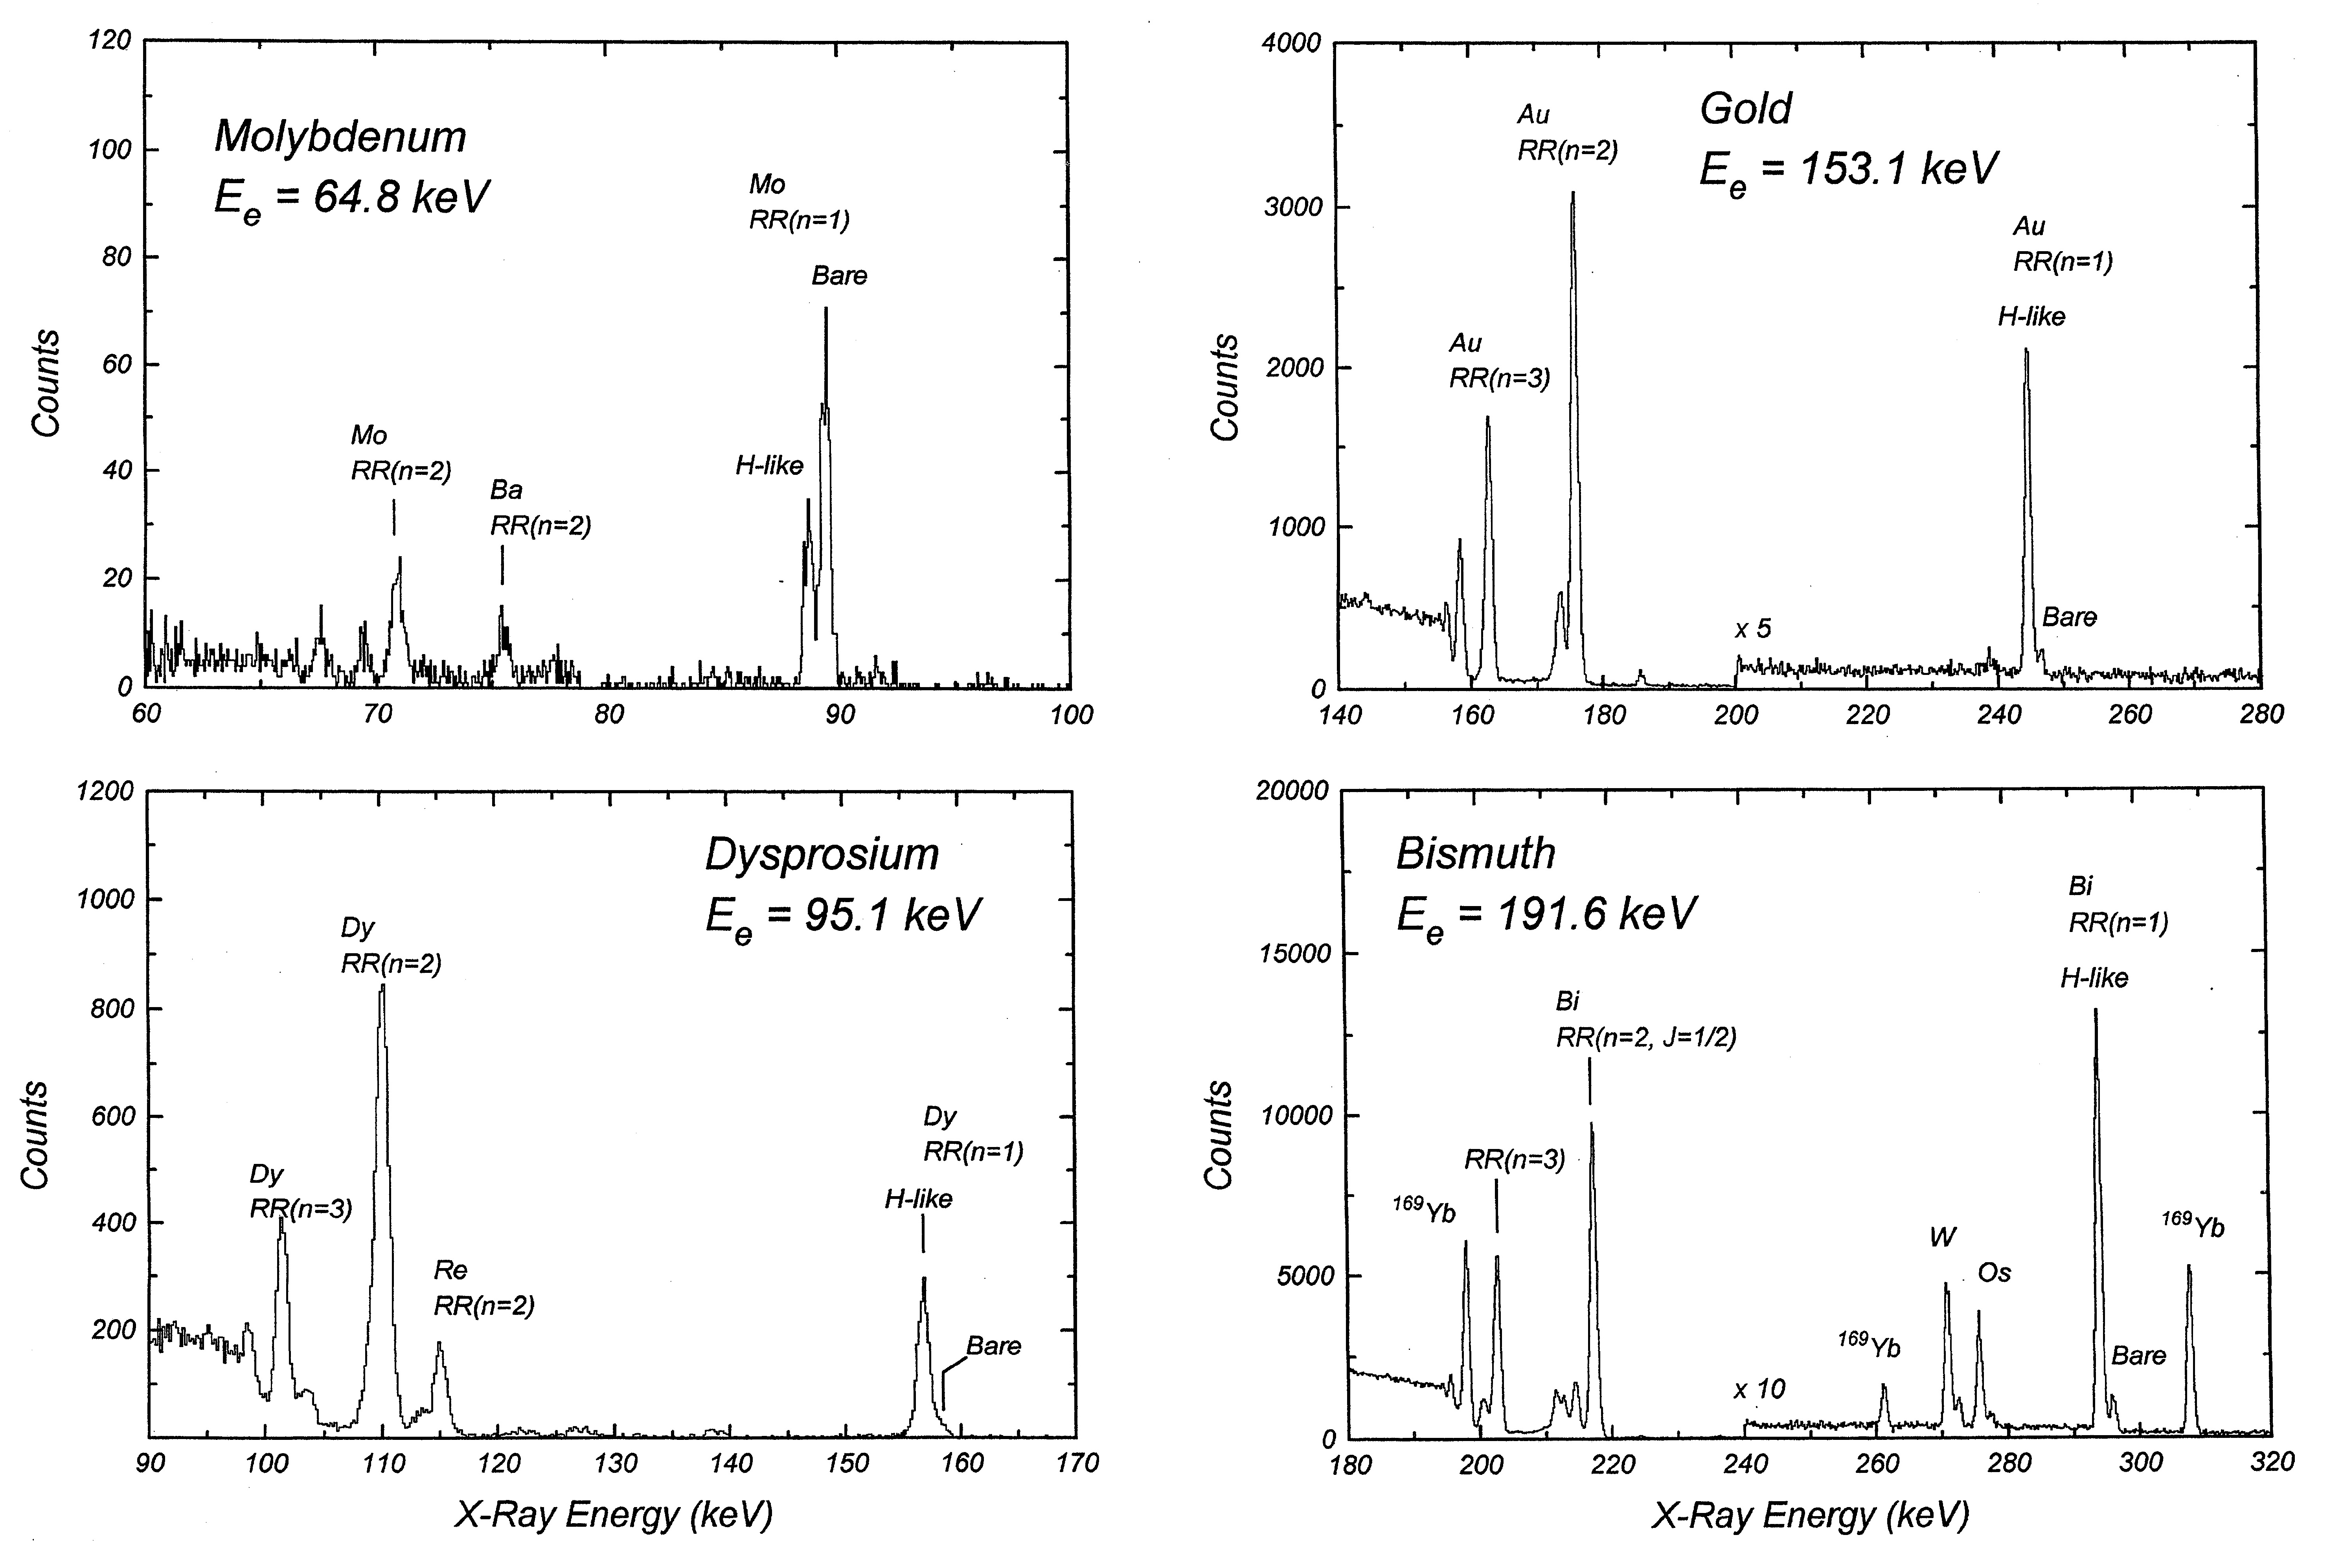 120
100
80
60
40
20
0
Counts
Molybdenum
E_e = 64.8 keV
Mo
RR(n=1)
Bare
H-like
Mo
RR(n=2)
Ba
RR(n=2)
60 70 80 90 100
4000
3000
2000
1000
0
Counts
Gold
E_e = 153.1 keV
Au
RR(n=2)
Au
RR(n=1)
H-like
Au
RR(n=3)
x 5
Bare
140 160 180 200 220 240 260 280
1200
1000
800
600
400
200
Counts
Dysprosium
E_e = 95.1 keV
Dy
RR(n=2)
Dy
RR(n=3)
Re
RR(n=2)
Dy
RR(n=1)
H-like
Bare
90 100 110 120 130 140 150 160 170
X-Ray Energy (keV)
20000
15000
10000
5000
0
Counts
Bismuth
E_e = 191.6 keV
Bi
RR(n=1)
H-like
Bi
RR(n=2, J=1/2)
RR(n=3)
169Yb
169Yb
W
Os
169Yb
Bare
x 10
180 200 220 240 260 280 300 320
X-Ray Energy (keV)